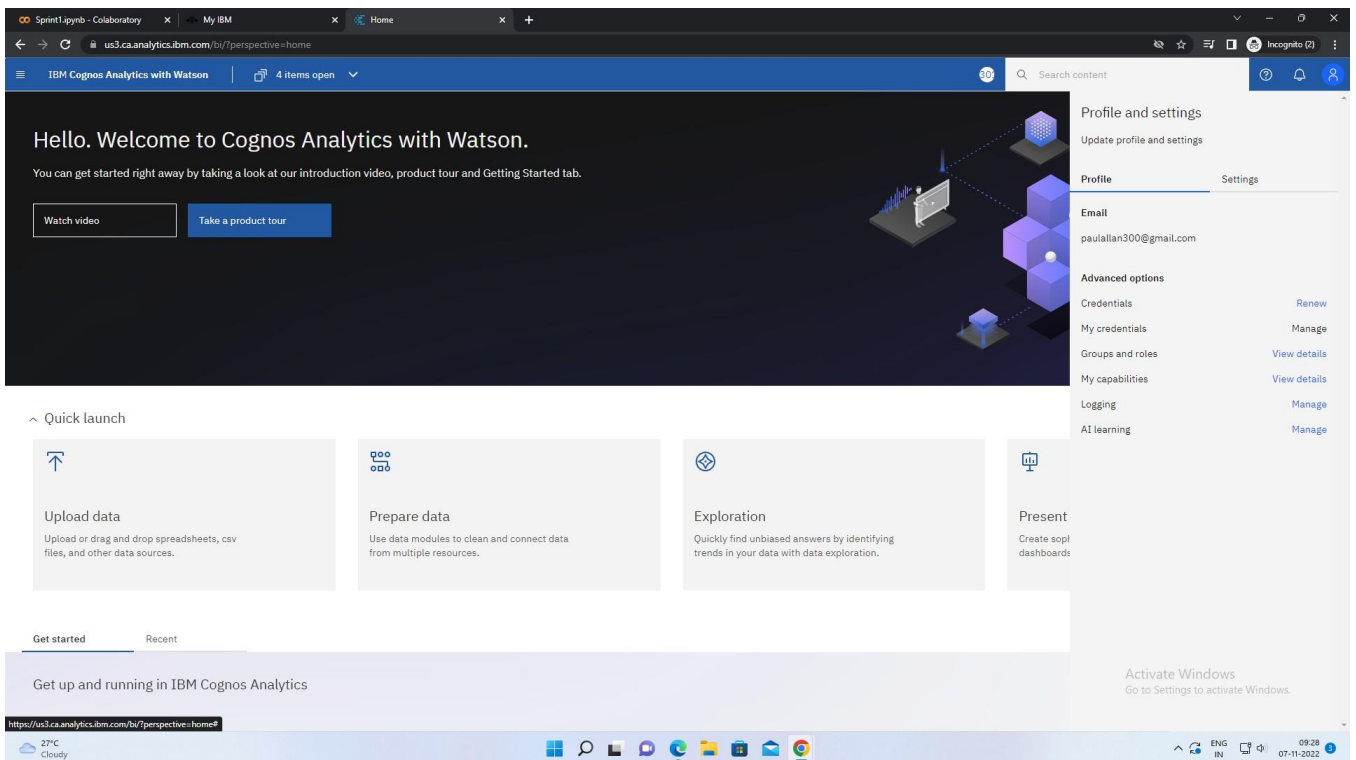 Sprint1.ipynb - Colaboratory
My IBM
Home
us3.ca.analytics.ibm.com/bi/?perspective=home
Incognito (2)
IBM Cognos Analytics with Watson
4 items open
Search content
Hello. Welcome to Cognos Analytics with Watson.
You can get started right away by taking a look at our introduction video, product tour and Getting Started tab.
Watch video
Take a product tour
Profile and settings
Update profile and settings
Profile Settings
Email
paulallan300@gmail.com
Advanced options
Credentials Renew
My credentials Manage
Groups and roles View details
My capabilities View details
Logging Manage
AI learning Manage
Quick launch
Upload data
Upload or drag and drop spreadsheets, csv
files, and other data sources.
Prepare data
Use data modules to clean and connect data
from multiple resources.
Exploration
Quickly find unbiased answers by identifying
trends in your data with data exploration.
Present
Create
dashboards
Get started Recent
Get up and running in IBM Cognos Analytics
Activate Windows
Go to Settings to activate Windows.
https://us3.ca.analytics.ibm.com/bi/?perspective=home#
27°C
Cloudy
ENG
IN
09:28
07-11-2022
3